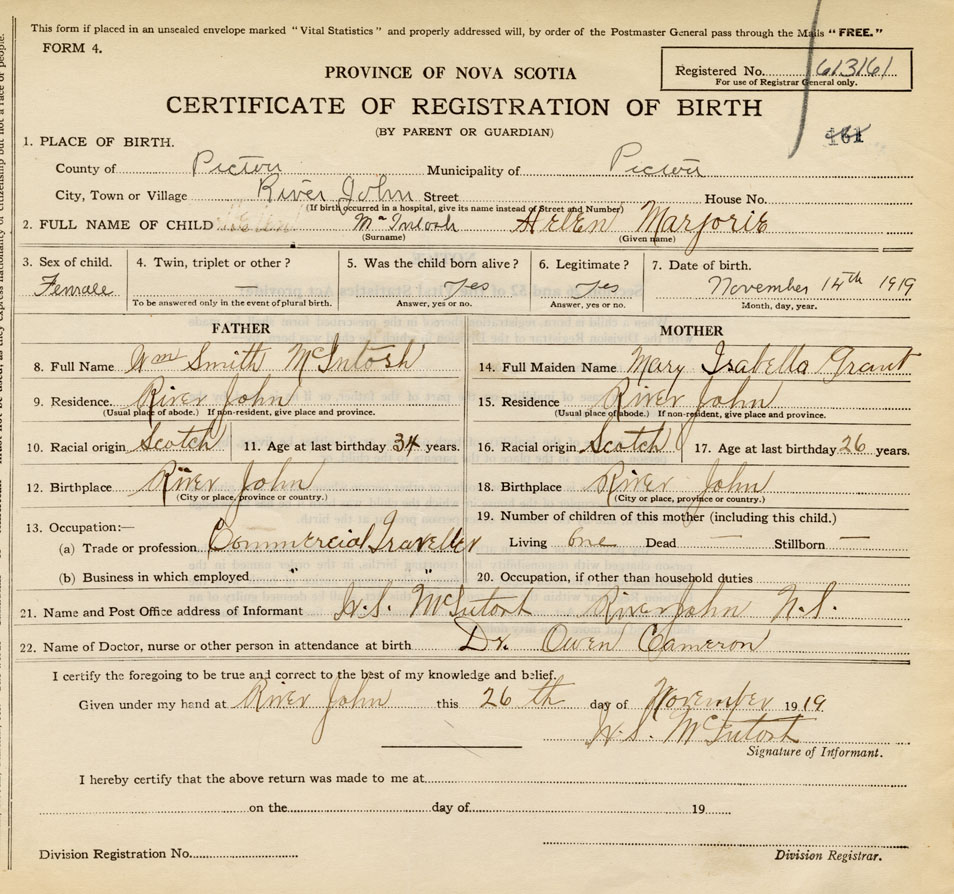 This form if placed in an unsealed envelope marked "Vital Statistics" and properly addressed will, by order of the Postmaster General pass through the Mails "FREE."
FORM 4.
Registered No. 613161
For use of Registrar General only.
PROVINCE OF NOVA SCOTIA
CERTIFICATE OF REGISTRATION OF BIRTH
(BY PARENT OR GUARDIAN)
161
1. PLACE OF BIRTH.
County of Pictou Municipality of Pictou
City, Town or Village River John Street House No.
(If birth occurred in a hospital, give its name instead of Street and Number)
2. FULL NAME OF CHILD Helen McIntosh Helen Marjorie
(Surname) (Given name)
3. Sex of child. 4. Twin, triplet or other? 5. Was the child born alive? 6. Legitimate? 7. Date of birth.
Female — yes yes November 14th 1919
To be answered only in the event of plural birth. Answer, yes or no. Answer, yes or no. Month, day, year.
FATHER MOTHER
8. Full Name Wm Smith McIntosh 14. Full Maiden Name Mary Isabella Grant
9. Residence. River John 15. Residence River John
(Usual place of abode.) If non-resident, give place and province. (Usual place of abode.) If non-resident, give place and province.
10. Racial origin Scotch 11. Age at last birthday 34 years. 16. Racial origin Scotch 17. Age at last birthday 26 years.
12. Birthplace River John 18. Birthplace River John
(City or place, province or country.) (City or place, province or country.)
13. Occupation:— 19. Number of children of this mother (including this child.)
(a) Trade or profession Commercial Traveller Living one Dead — Stillborn —
(b) Business in which employed " " 20. Occupation, if other than household duties
21. Name and Post Office address of Informant W.S. McIntosh River John N.S.
22. Name of Doctor, nurse or other person in attendance at birth Dr. Owen Cameron
I certify the foregoing to be true and correct to the best of my knowledge and belief.
Given under my hand at River John this 26 th day of November 1919
W.S. McIntosh
Signature of Informant.
I hereby certify that the above return was made to me at
on the day of 19
Division Registration No.
Division Registrar.